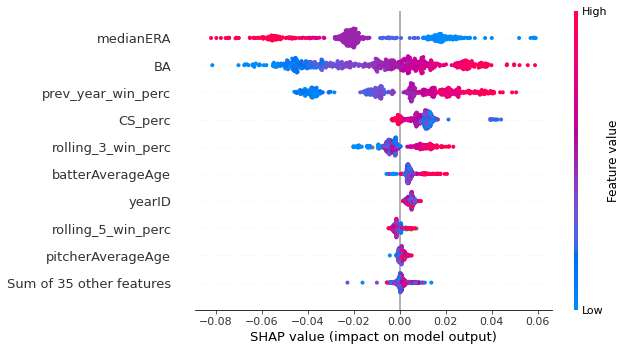 High
medianERA
BA
prev_year_win_perc
CS_perc
rolling_3_win_perc
batterAverageAge
yearID
rolling_5_win_perc
pitcherAverageAge
Sum of 35 other features
Feature value
Low
−0.08 −0.06 −0.04 −0.02 0.00 0.02 0.04 0.06
SHAP value (impact on model output)